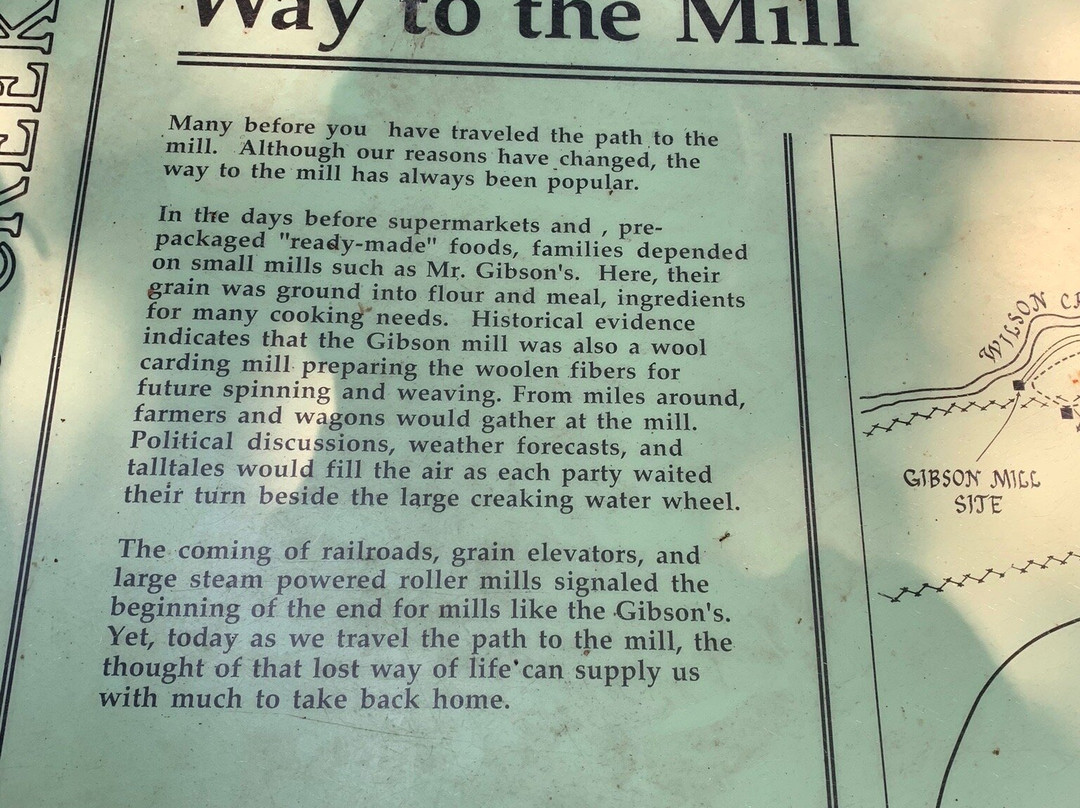 Way to the Mill
Many before you have traveled the path to the
mill. Although our reasons have changed, the
way to the mill has always been popular.
In the days before supermarkets and , pre-
packaged "ready-made" foods, families depended
on small mills such as Mr. Gibson's. Here, their
grain was ground into flour and meal, ingredients
for many cooking needs. Historical evidence
indicates that the Gibson mill was also a wool
carding mill preparing the woolen fibers for
future spinning and weaving. From miles around,
farmers and wagons would gather at the mill.
Political discussions, weather forecasts, and
talltales would fill the air as each party waited
their turn beside the large creaking water wheel.
The coming of railroads, grain elevators, and
large steam powered roller mills signaled the
beginning of the end for mills like the Gibson's.
Yet, today as we travel the path to the mill, the
thought of that lost way of life can supply us
with much to take back home.
CREEK
WILSON
GIBSON MILL
SITE